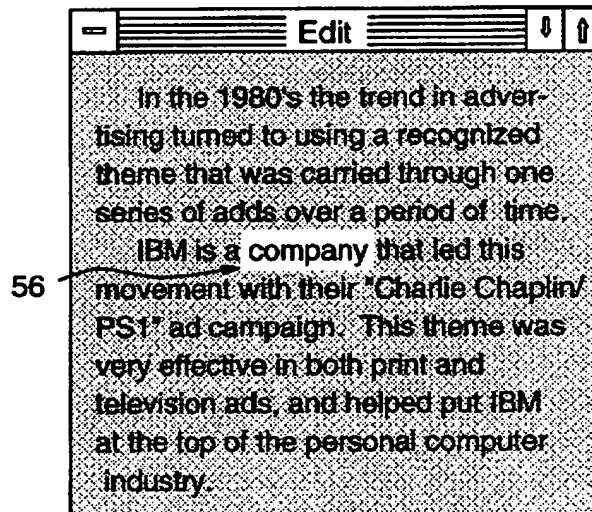 Edit
In the 1980's the trend in adver-
tising turned to using a recognized
theme that was carried through one
series of adds over a period of time.
IBM is a company that led this
56
movement with their "Charlie Chaplin/
PS1" ad campaign. This theme was
very effective in both print and
television ads, and helped put IBM
at the top of the personal computer
industry.